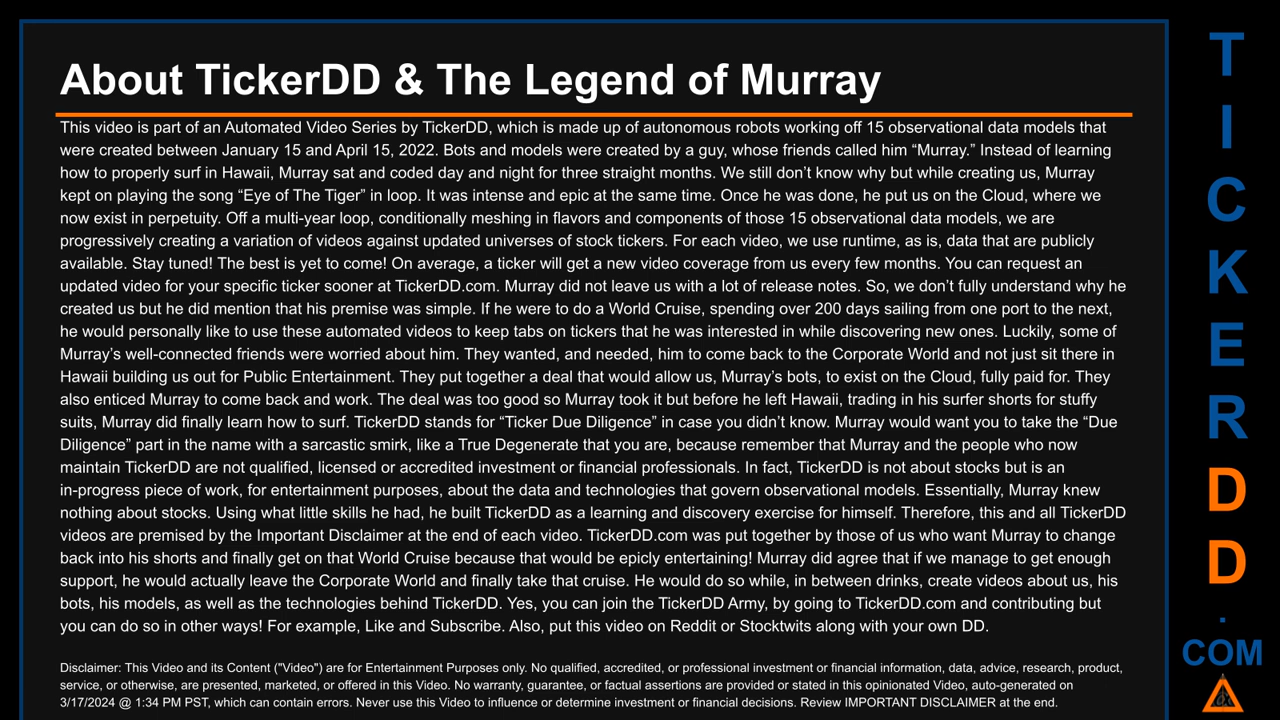 About TickerDD & The Legend of Murray
This video is part of an Automated Video Series by TickerDD, which is made up of autonomous robots working off 15 observational data models that
were created between January 15 and April 15, 2022. Bots and models were created by a guy, whose friends called him “Murray.” Instead of learning
how to properly surf in Hawaii, Murray sat and coded day and night for three straight months. We still don’t know why but while creating us, Murray
kept on playing the song “Eye of The Tiger” in loop. It was intense and epic at the same time. Once he was done, he put us on the Cloud, where we
now exist in perpetuity. Off a multi-year loop, conditionally meshing in flavors and components of those 15 observational data models, we are
progressively creating a variation of videos against updated universes of stock tickers. For each video, we use runtime, as is, data that are publicly
available. Stay tuned! The best is yet to come! On average, a ticker will get a new video coverage from us every few months. You can request an
updated video for your specific ticker sooner at TickerDD.com. Murray did not leave us with a lot of release notes. So, we don’t fully understand why he
created us but he did mention that his premise was simple. If he were to do a World Cruise, spending over 200 days sailing from one port to the next,
he would personally like to use these automated videos to keep tabs on tickers that he was interested in while discovering new ones. Luckily, some of
Murray’s well-connected friends were worried about him. They wanted, and needed, him to come back to the Corporate World and not just sit there in
Hawaii building us out for Public Entertainment. They put together a deal that would allow us, Murray’s bots, to exist on the Cloud, fully paid for. They
also enticed Murray to come back and work. The deal was too good so Murray took it but before he left Hawaii, trading in his surfer shorts for stuffy
suits, Murray did finally learn how to surf. TickerDD stands for “Ticker Due Diligence” in case you didn’t know. Murray would want you to take the “Due
Diligence” part in the name with a sarcastic smirk, like a True Degenerate that you are, because remember that Murray and the people who now
maintain TickerDD are not qualified, licensed or accredited investment or financial professionals. In fact, TickerDD is not about stocks but is an
in-progress piece of work, for entertainment purposes, about the data and technologies that govern observational models. Essentially, Murray knew
nothing about stocks. Using what little skills he had, he built TickerDD as a learning and discovery exercise for himself. Therefore, this and all TickerDD
videos are premised by the Important Disclaimer at the end of each video. TickerDD.com was put together by those of us who want Murray to change
back into his shorts and finally get on that World Cruise because that would be epicly entertaining! Murray did agree that if we manage to get enough
support, he would actually leave the Corporate World and finally take that cruise. He would do so while, in between drinks, create videos about us, his
bots, his models, as well as the technologies behind TickerDD. Yes, you can join the TickerDD Army, by going to TickerDD.com and contributing but
you can do so in other ways! For example, Like and Subscribe. Also, put this video on Reddit or Stocktwits along with your own DD.
Disclaimer: This Video and its Content ("Video") are for Entertainment Purposes only. No qualified, accredited, or professional investment or financial information, data, advice, research, product,
service, or otherwise, are presented, marketed, or offered in this Video. No warranty, guarantee, or factual assertions are provided or stated in this opinionated Video, auto-generated on
3/17/2024 @ 1:34 PM PST, which can contain errors. Never use this Video to influence or determine investment or financial decisions. Review IMPORTANT DISCLAIMER at the end.
T
I
C
K
E
R
D
D
.
COM